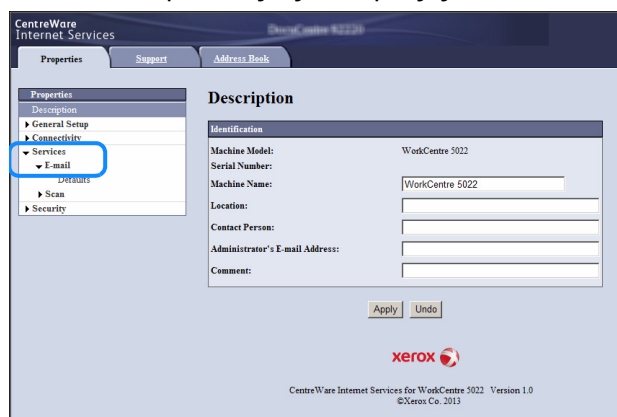 CentreWare
Internet Services
Properties
Support
Address Book
Properties
Description
General Setup
Connectivity
Services
E-mail
Defaults
Scan
Security
Description
Identification
Machine Model: WorkCentre 5022
Serial Number:
Machine Name: WorkCentre 5022
Location:
Contact Person:
Administrator's E-mail Address:
Comment:
Apply Undo
xerox
CentreWare Internet Services for WorkCentre 5022 Version 1.0
©Xerox Co. 2013